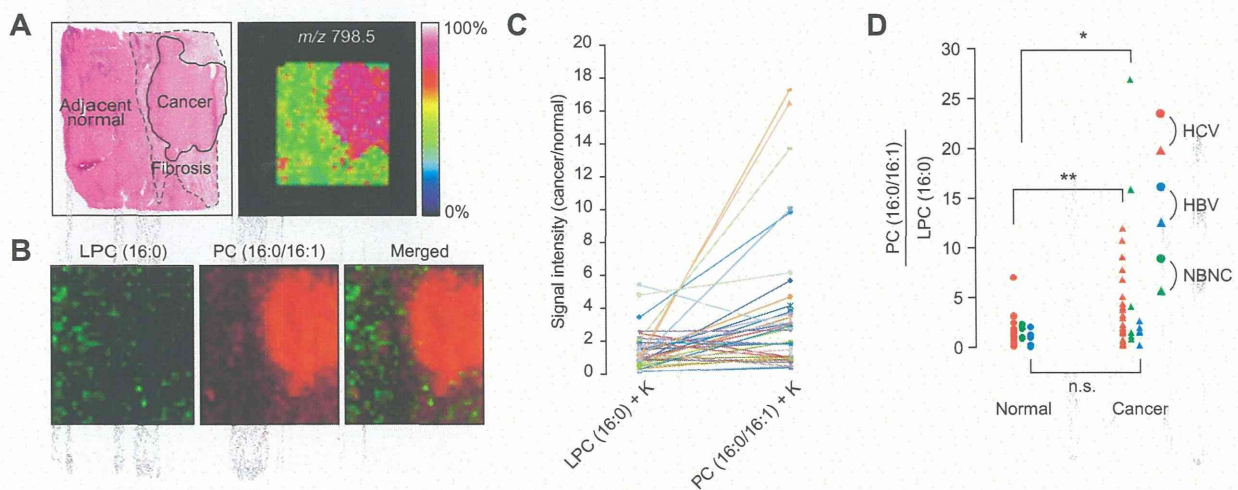 A
Adjacent
normal
Cancer
Fibrosis
m/z 798.5
100%
0%
B
LPC (16:0)
PC (16:0/16:1)
Merged
C
Signal intensity (cancer/normal)
20
18
16
14
12
10
8
6
4
2
0
LPC (16:0) + K
PC (16:0/16:1) + K
D
PC (16:0/16:1)
LPC (16:0)
30
25
20
15
10
5
0
*
**
n.s.
Normal
Cancer
HCV
HBV
NBNC